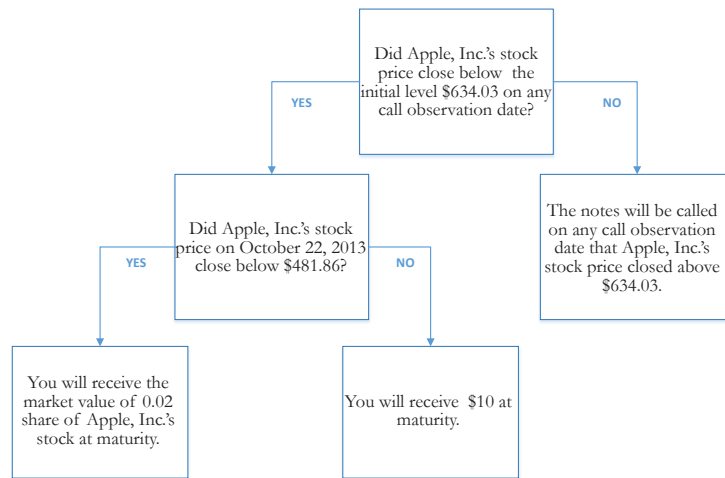 Did Apple, Inc.'s stock
price close below the
initial level $634.03 on any
call observation date?
YES
NO
Did Apple, Inc.'s stock
price on October 22, 2013
close below $481.86?
The notes will be called
on any call observation
date that Apple, Inc.'s
stock price closed above
$634.03.
YES
NO
You will receive the
market value of 0.02
share of Apple, Inc.'s
stock at maturity.
You will receive $10 at
maturity.